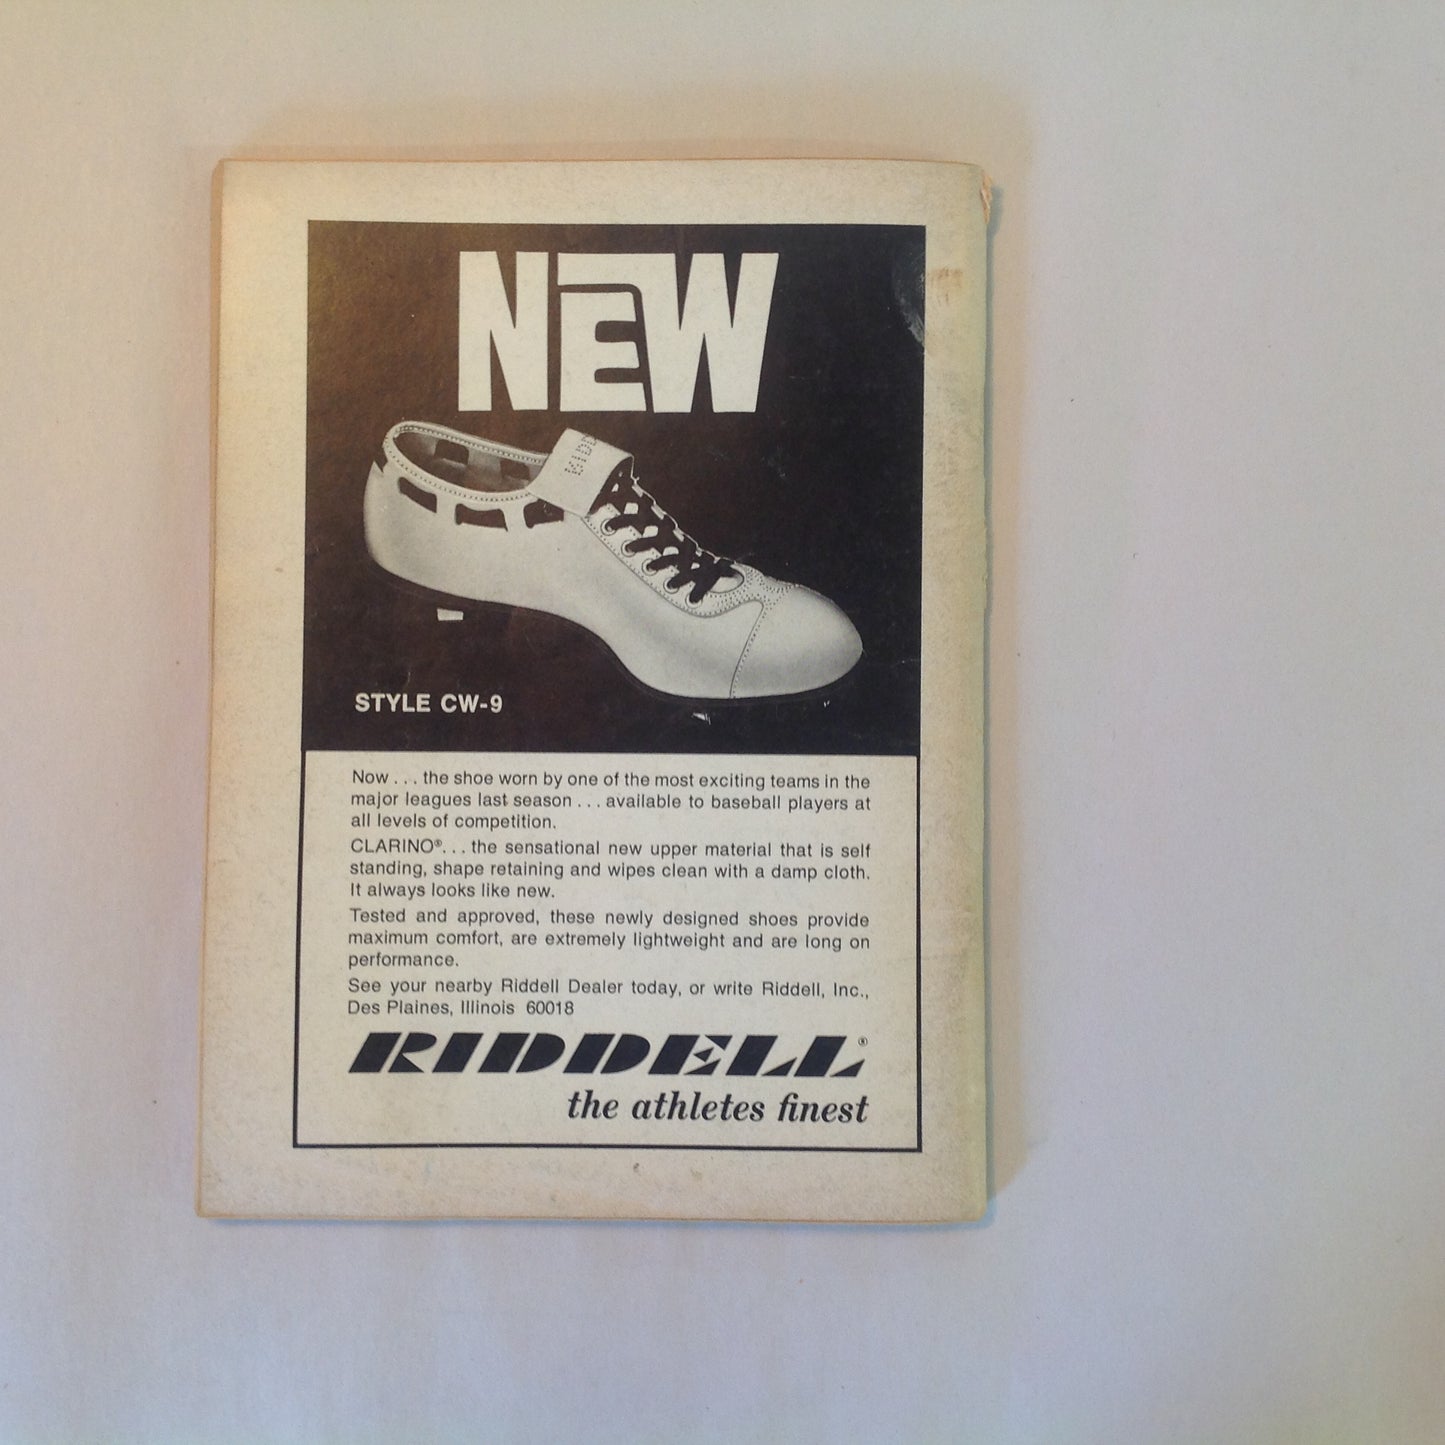 NEW
RIDD
STYLE CW-9
Now . . . the shoe worn by one of the most exciting teams in the
major leagues last season . . . available to baseball players at
all levels of competition.
CLARINO®. . . the sensational new upper material that is self
standing, shape retaining and wipes clean with a damp cloth.
It always looks like new.
Tested and approved, these newly designed shoes provide
maximum comfort, are extremely lightweight and are long on
performance.
See your nearby Riddell Dealer today, or write Riddell, Inc.,
Des Plaines, Illinois 60018
RIDDELL®
the athletes finest